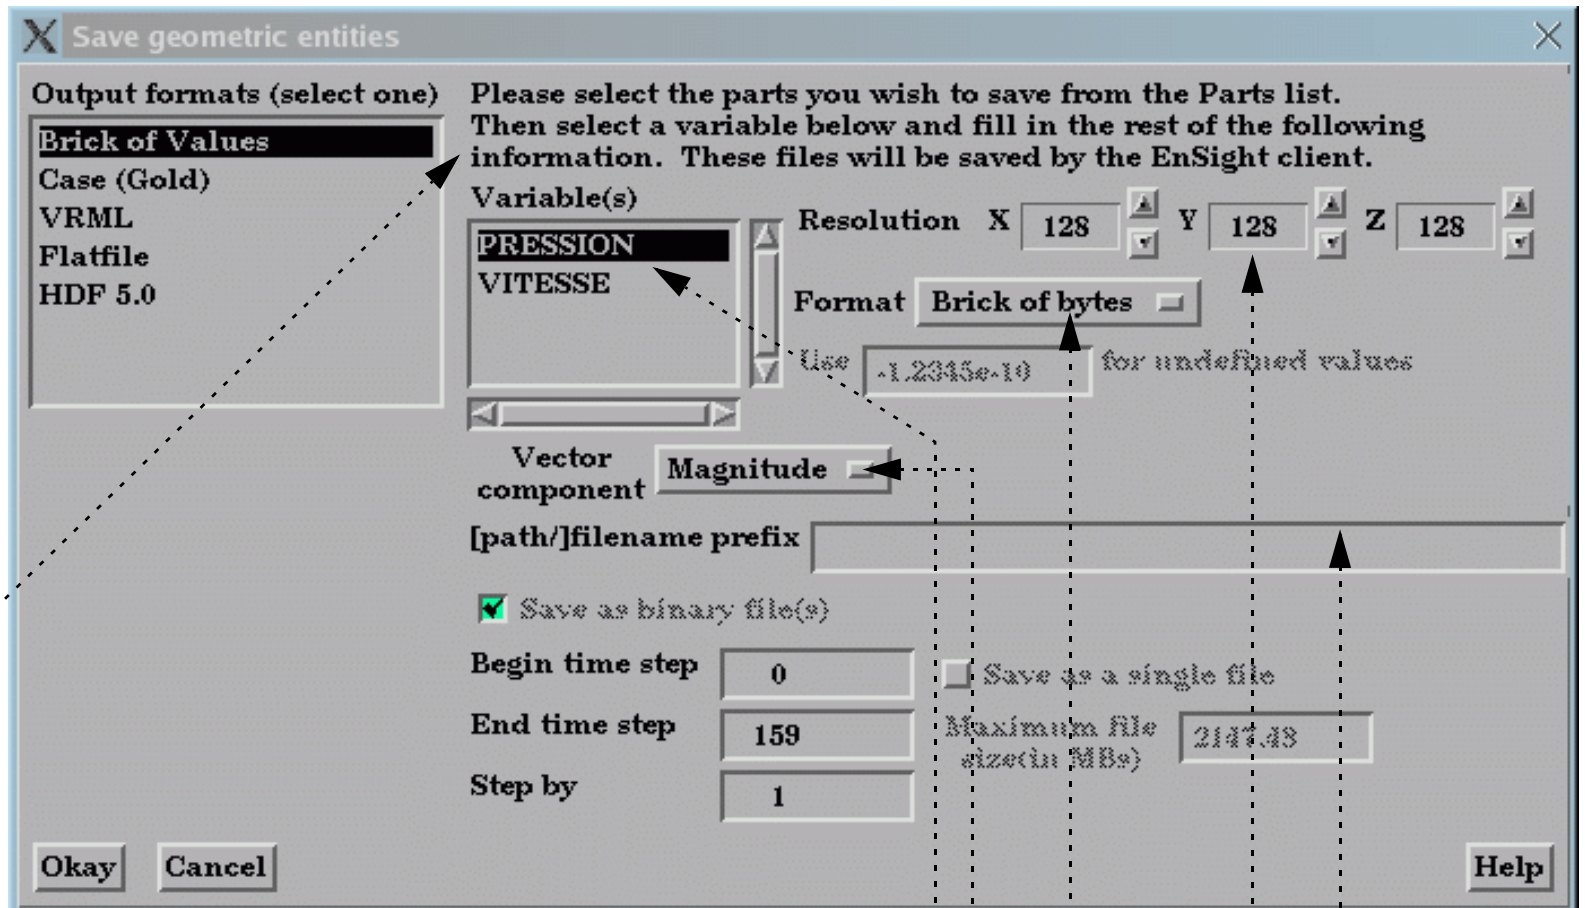 Save geometric entities
Output formats (select one)
Brick of Values
Case (Gold)
VRML
Flatfile
HDF 5.0
Please select the parts you wish to save from the Parts list.
Then select a variable below and fill in the rest of the following
information. These files will be saved by the EnSight client.
Variable(s)
PRESSION
VITESSE
Resolution X 128 Y 128 Z 128
Format Brick of bytes
Use -1.2345e-10 for undefined values
Vector
component Magnitude
[path/]filename prefix
Save as binary file(s)
Begin time step 0
Save as a single file
End time step 159
Maximum file
size(in MBs) 2147.48
Step by 1
Okay
Cancel
Help